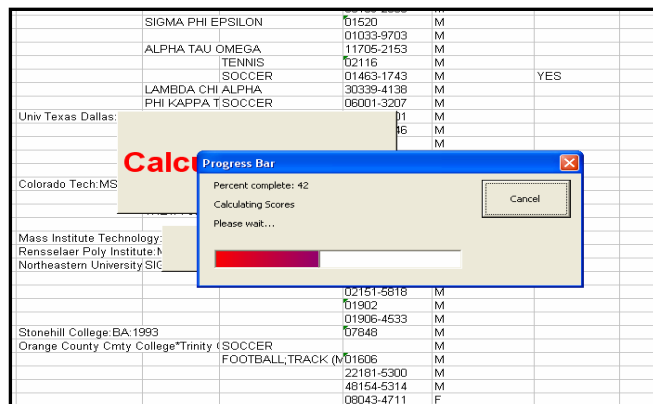 SIGMA PHI EPSILON 01520 M
01033-9703 M
ALPHA TAU OMEGA 11705-2153 M
TENNIS 02116 M
SOCCER 01463-1743 M YES
LAMBDA CHI ALPHA 30339-4138 M
PHI KAPPA T SOCCER 06001-3207 M
Univ Texas Dallas: 01 M
46 M
M
Calcu
Progress Bar
Colorado Tech:MS
Percent complete: 42
Calculating Scores
Please wait...
Cancel
Mass Institute Technology:
Rensselaer Poly Institute:M
Northeastern University SIG
02151-5818 M
01902 M
01906-4533 M
Stonehill College:BA:1993 07848 M
Orange County Cmty College*Trinity ( SOCCER M
FOOTBALL;TRACK (M 01606 M
22181-5300 M
48154-5314 M
08043-4711 F